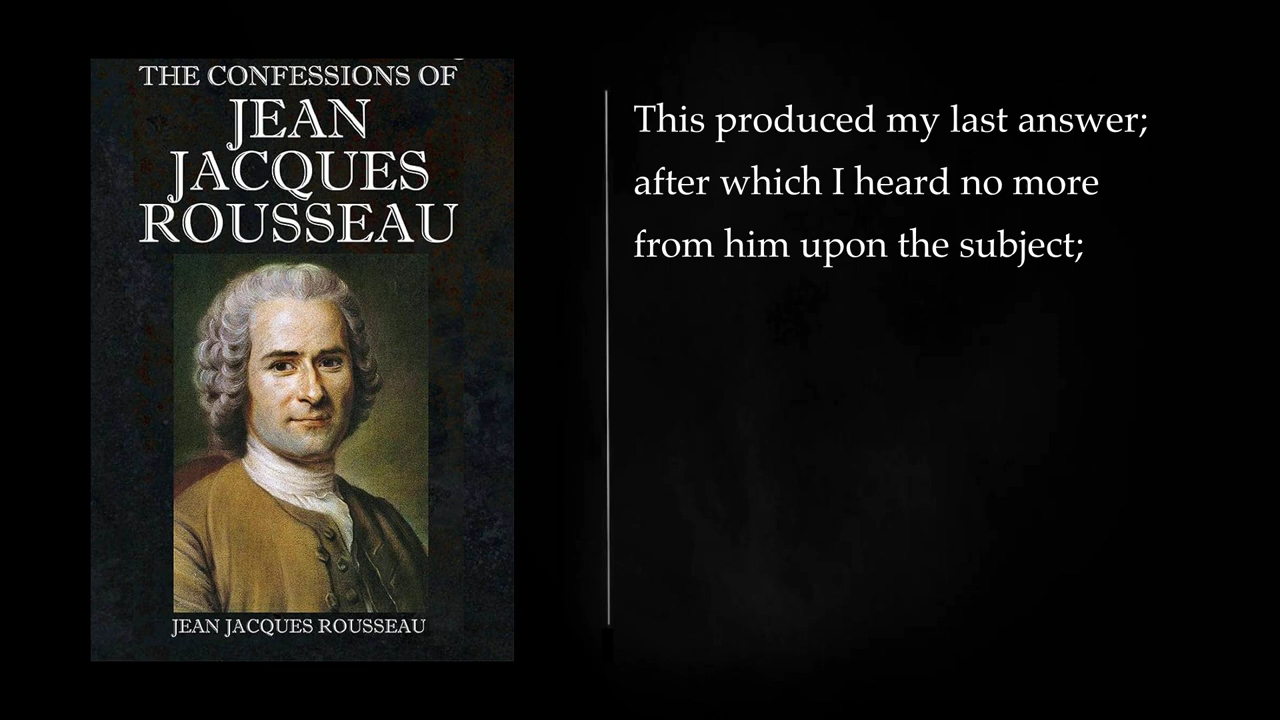 THE CONFESSIONS OF
JEAN
JACQUES
ROUSSEAU
JEAN JACQUES ROUSSEAU
This produced my last answer;
after which I heard no more
from him upon the subject;